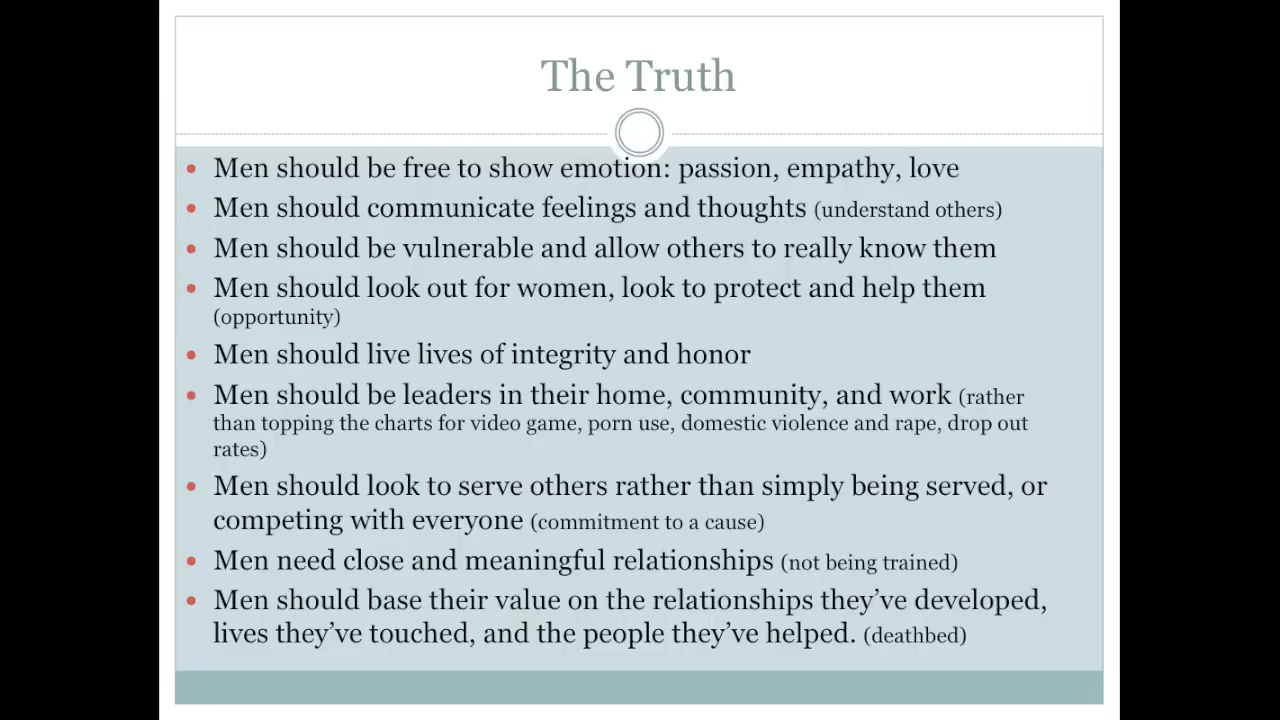 The Truth
• Men should be free to show emotion: passion, empathy, love
• Men should communicate feelings and thoughts (understand others)
• Men should be vulnerable and allow others to really know them
• Men should look out for women, look to protect and help them
(opportunity)
• Men should live lives of integrity and honor
• Men should be leaders in their home, community, and work (rather
than topping the charts for video game, porn use, domestic violence and rape, drop out
rates)
• Men should look to serve others rather than simply being served, or
competing with everyone (commitment to a cause)
• Men need close and meaningful relationships (not being trained)
• Men should base their value on the relationships they’ve developed,
lives they’ve touched, and the people they’ve helped. (deathbed)